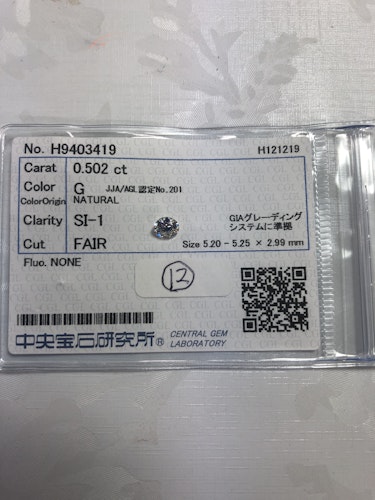 No. H9403419 H121219
Carat 0.502 ct
Color G JJA/AGL認定No.201
ColorOrigin NATURAL
Clarity SI-1 GIAグレーディング
システムに準拠
Cut FAIR Size 5.20 - 5.25 × 2.99 mm
Fluo. NONE
12
中央宝石研究所® CENTRAL GEM
LABORATORY